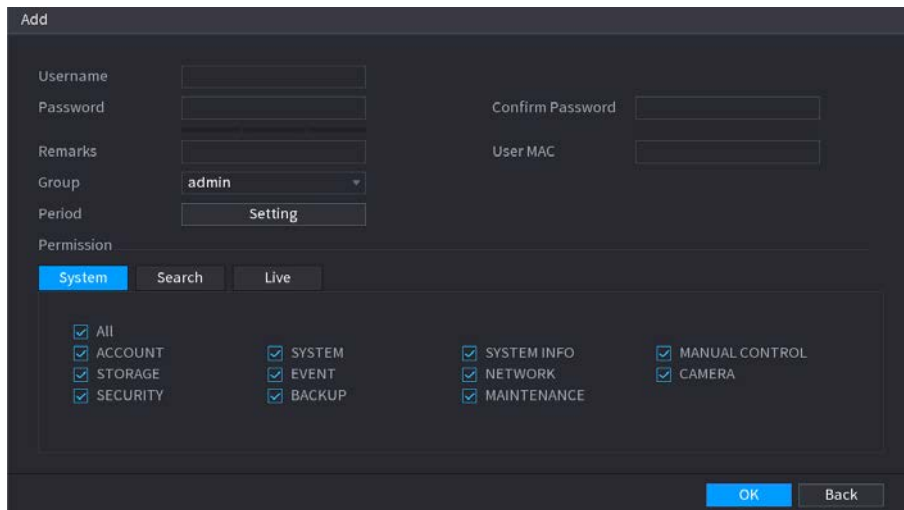 Add
Username
Password Confirm Password
Remarks User MAC
Group admin
Period Setting
Permission
System Search Live
All
ACCOUNT SYSTEM SYSTEM INFO MANUAL CONTROL
STORAGE EVENT NETWORK CAMERA
SECURITY BACKUP MAINTENANCE
OK Back